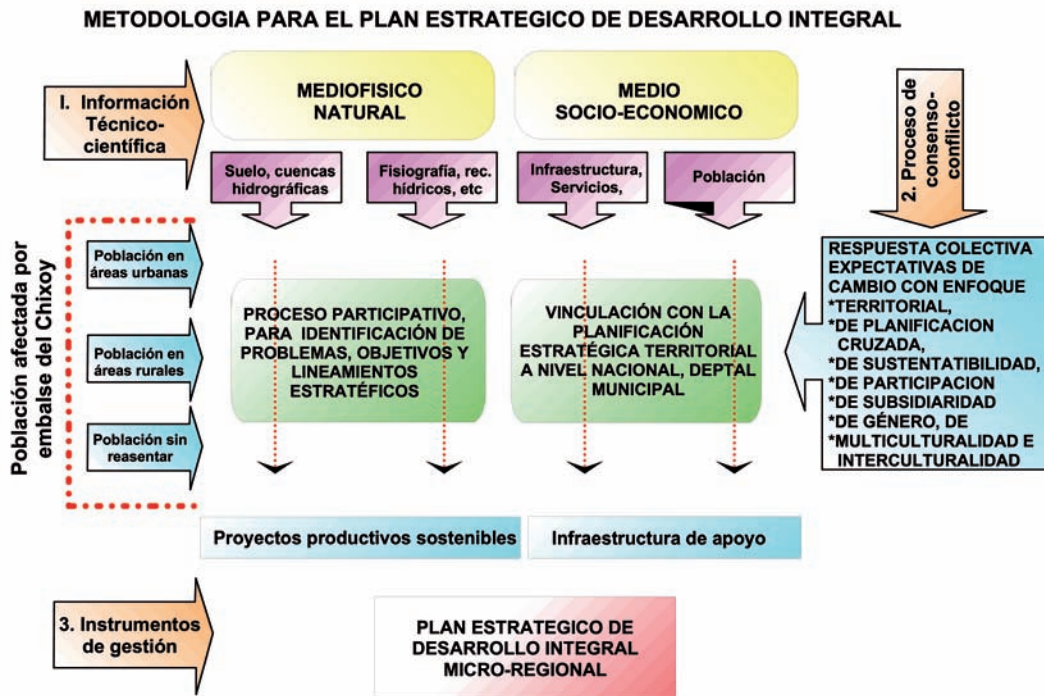 METODOLOGIA PARA EL PLAN ESTRATEGICO DE DESARROLLO INTEGRAL
I. Información
Técnico-
científica
MEDIOFISICO
NATURAL
MEDIO
SOCIO-ECONOMICO
2. Proceso de
consenso-
conflicto
Suelo, cuencas
hidrográficas
Fisiografía, rec.
hídricos, etc
Infraestructura,
Servicios,
Población
Población afectada por
embalse del Chixoy
Población en
áreas urbanas
Población en
áreas rurales
Población sin
reasentar
PROCESO PARTICIPATIVO,
PARA IDENTIFICACIÓN DE
PROBLEMAS, OBJETIVOS Y
LINEAMIENTOS
ESTRATÉFICOS
VINCULACIÓN CON LA
PLANIFICACIÓN
ESTRATÉGICA TERRITORIAL
A NIVEL NACIONAL, DEPTAL
MUNICIPAL
RESPUESTA COLECTIVA
EXPECTATIVAS DE
CAMBIO CON ENFOQUE
*TERRITORIAL,
*DE PLANIFICACION
CRUZADA,
*DE SUSTENTATIBILIDAD,
*DE PARTICIPACION
*DE SUBSIDIARIDAD
*DE GÉNERO, DE
*MULTICULTURALIDAD E
INTERCULTURALIDAD
Proyectos productivos sostenibles
Infraestructura de apoyo
3. Instrumentos
de gestión
PLAN ESTRATEGICO DE
DESARROLLO INTEGRAL
MICRO-REGIONAL